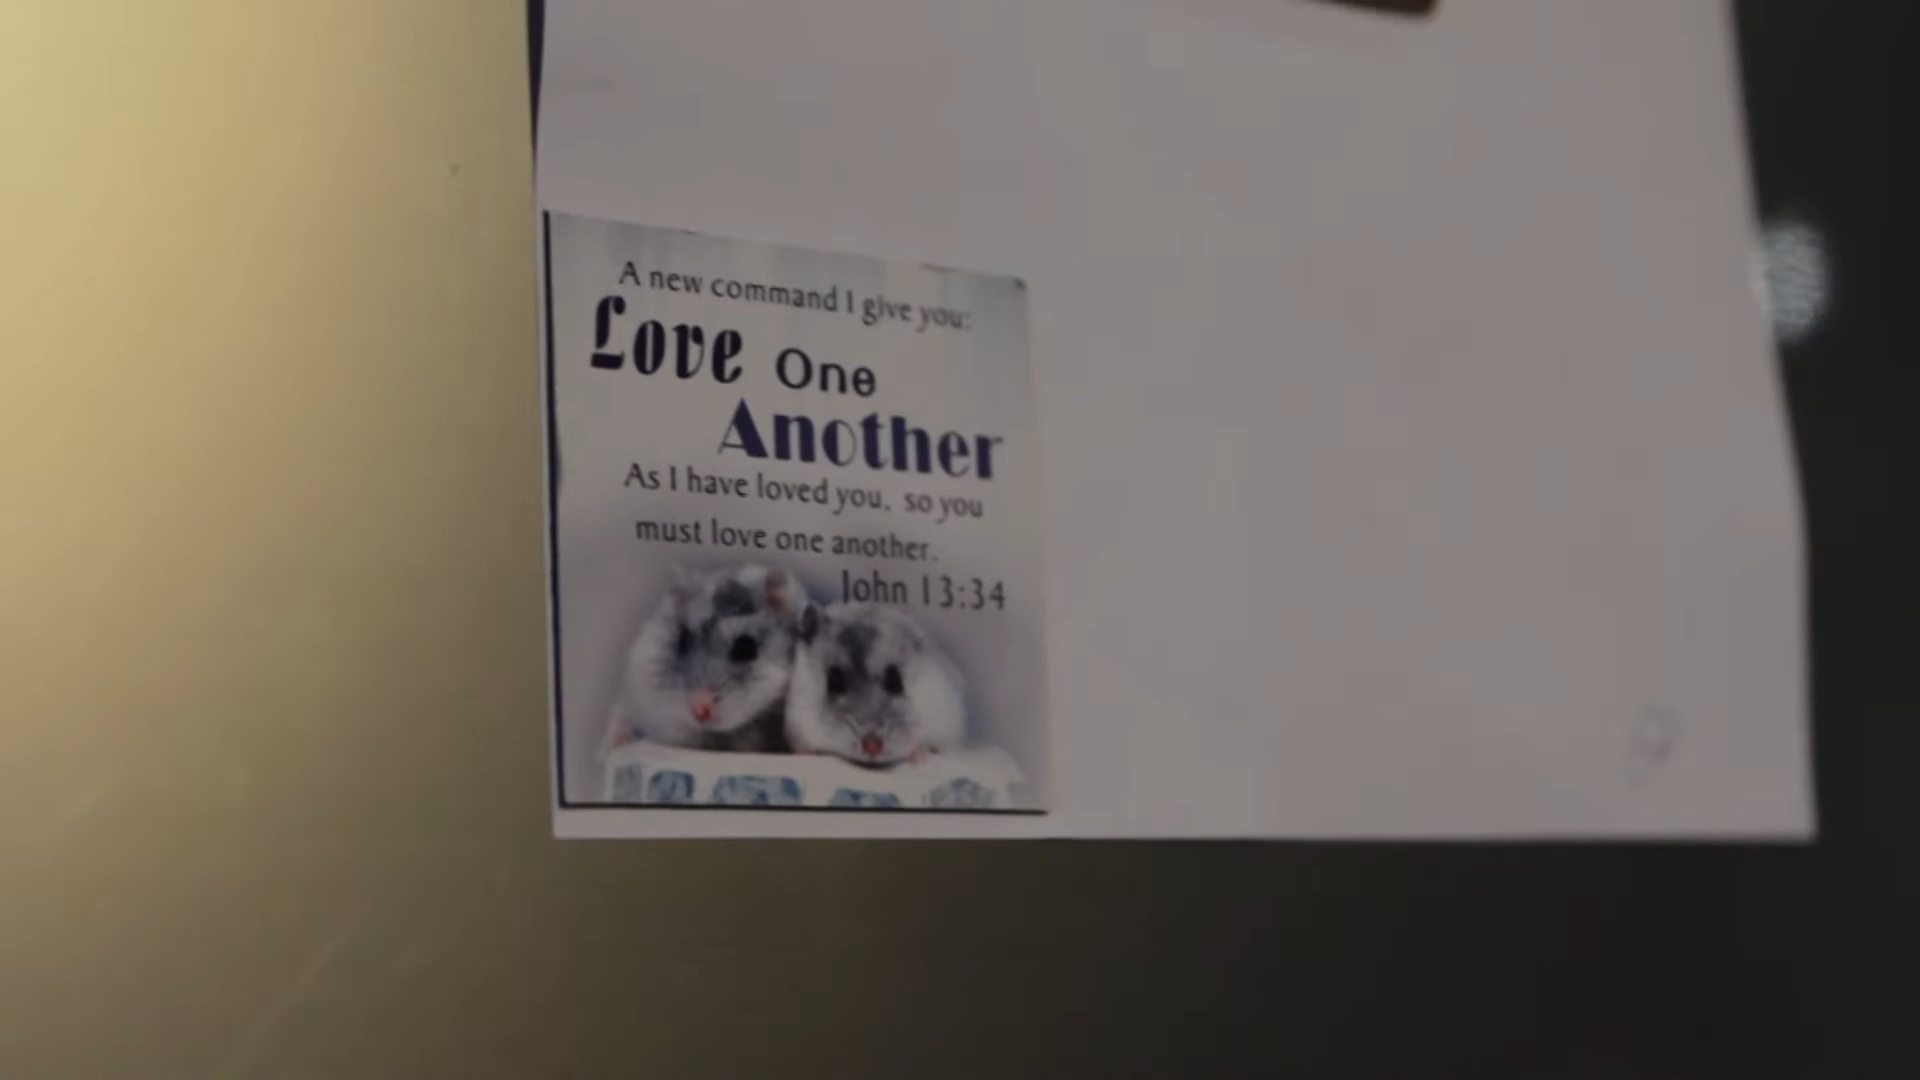 A new command I give you:
Love One
Another
As I have loved you, so you
must love one another.
John 13:34